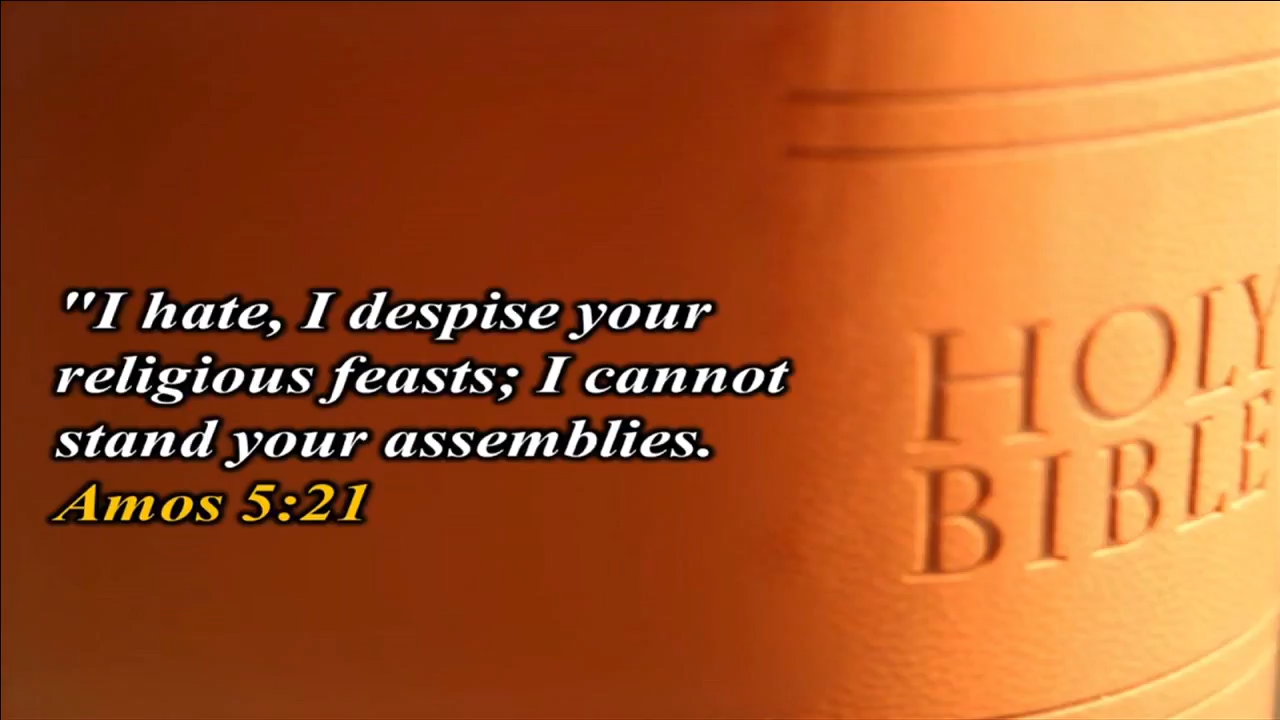 "I hate, I despise your
religious feasts; I cannot
stand your assemblies.
Amos 5:21
HOLY
BIBLE